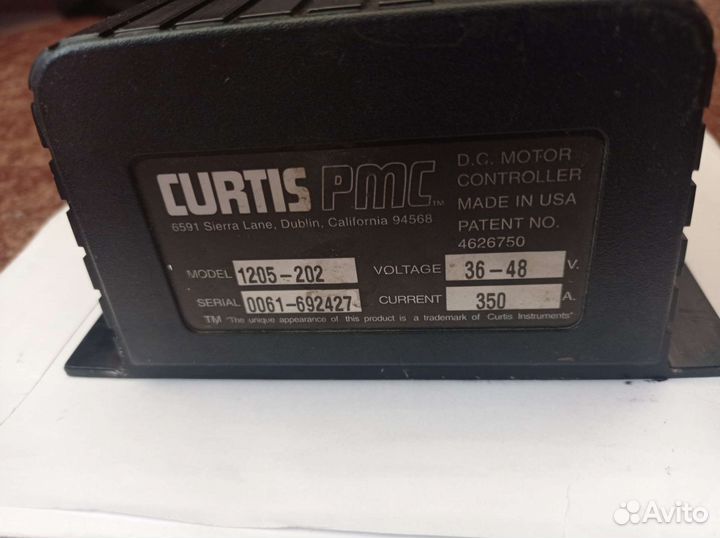 CURTIS PMC™
6591 Sierra Lane, Dublin, California 94568
D.C. MOTOR
CONTROLLER
MADE IN USA
PATENT NO.
4626750
MODEL 1205-202 VOLTAGE 36-48 V.
SERIAL 0061-692427 CURRENT 350 A.
TM "The unique appearance of this product is a trademark of Curtis Instruments"
Avito